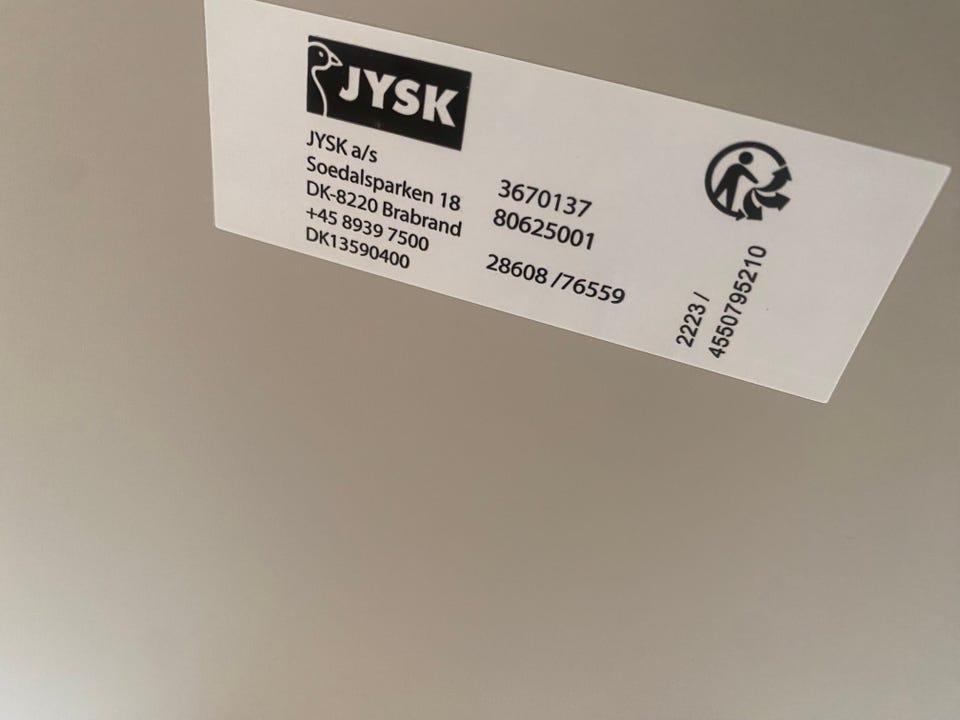 JYSK
JYSK a/s
Soedalsparken 18
DK-8220 Brabrand
+45 8939 7500
DK13590400
3670137
80625001
28608 /76559
2223 /
4550795210